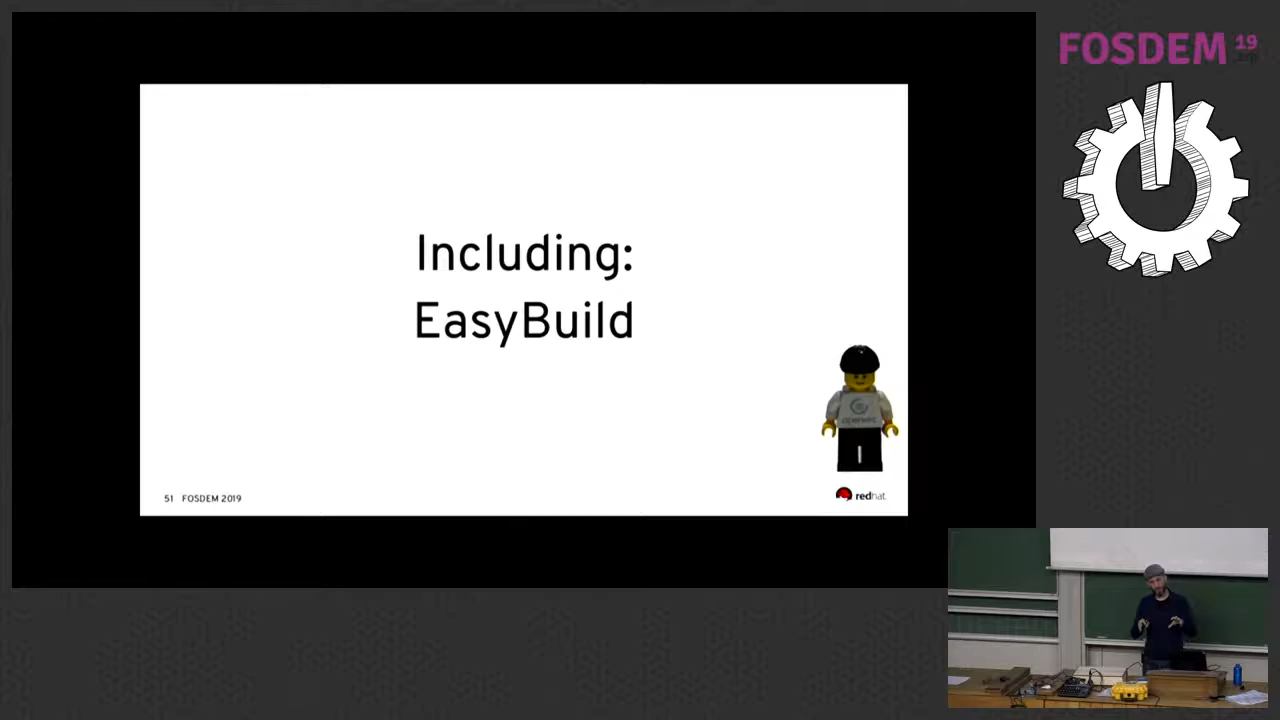 FOSDEM 19
Including:
EasyBuild
51 FOSDEM 2019
redhat